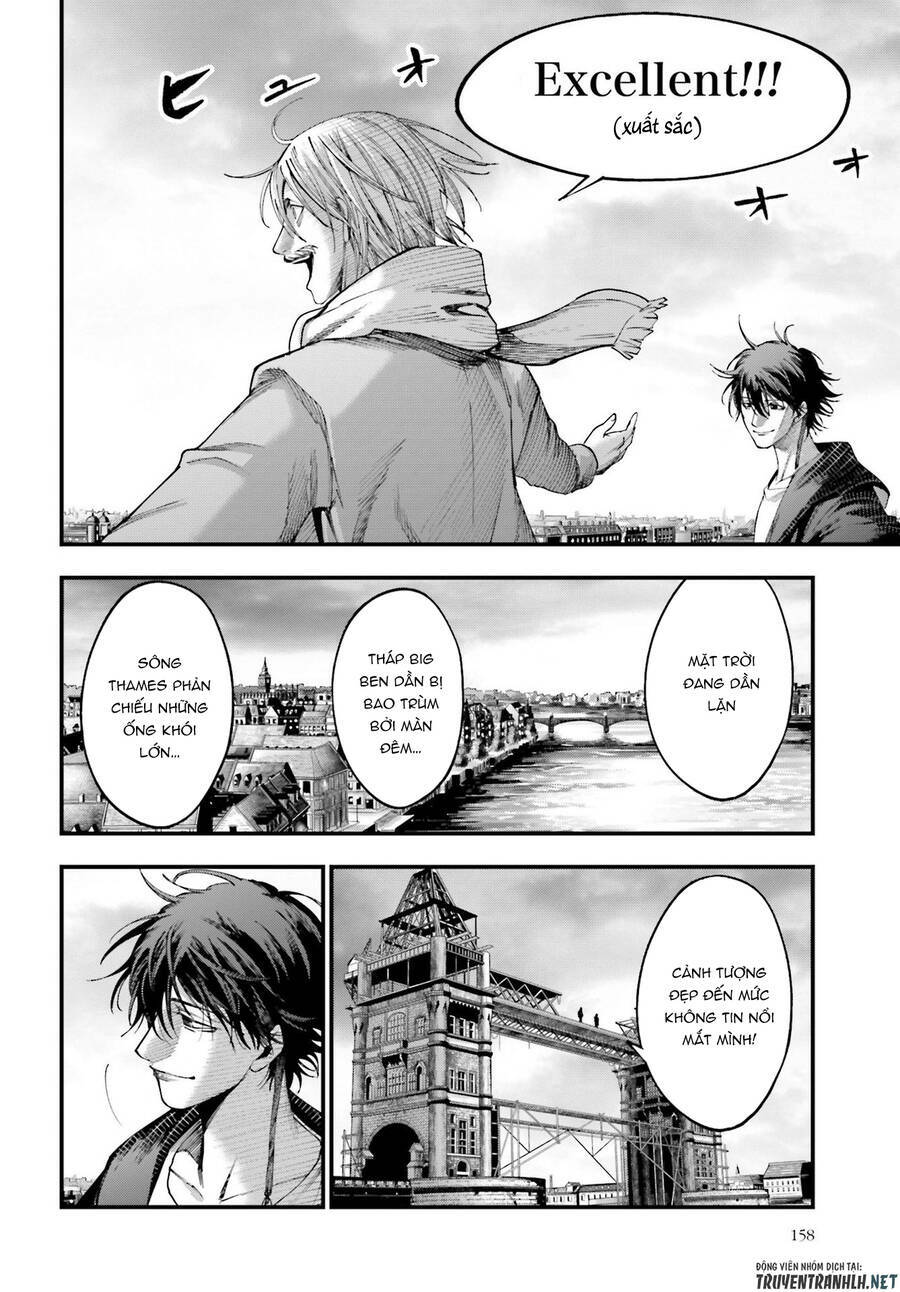 Excellent!!!
(xuất sắc)
ヒュオオオオ
MẶT TRỜI
ĐANG DẦN
LẶN
THÁP BIG
BEN DẦN BỊ
BAO TRÙM
BỞI MÀN
ĐÊM...
SÔNG
THAMES PHẢN
CHIẾU NHỮNG
ỐNG KHÓI
LỚN...
CẢNH TƯỢNG
ĐẸP ĐẾN MỨC
KHÔNG TIN NỔI
MẮT MÌNH!
158
ĐỘNG VIÊN NHÓM DỊCH TẠI:
TRUYENTRANHLH.NET